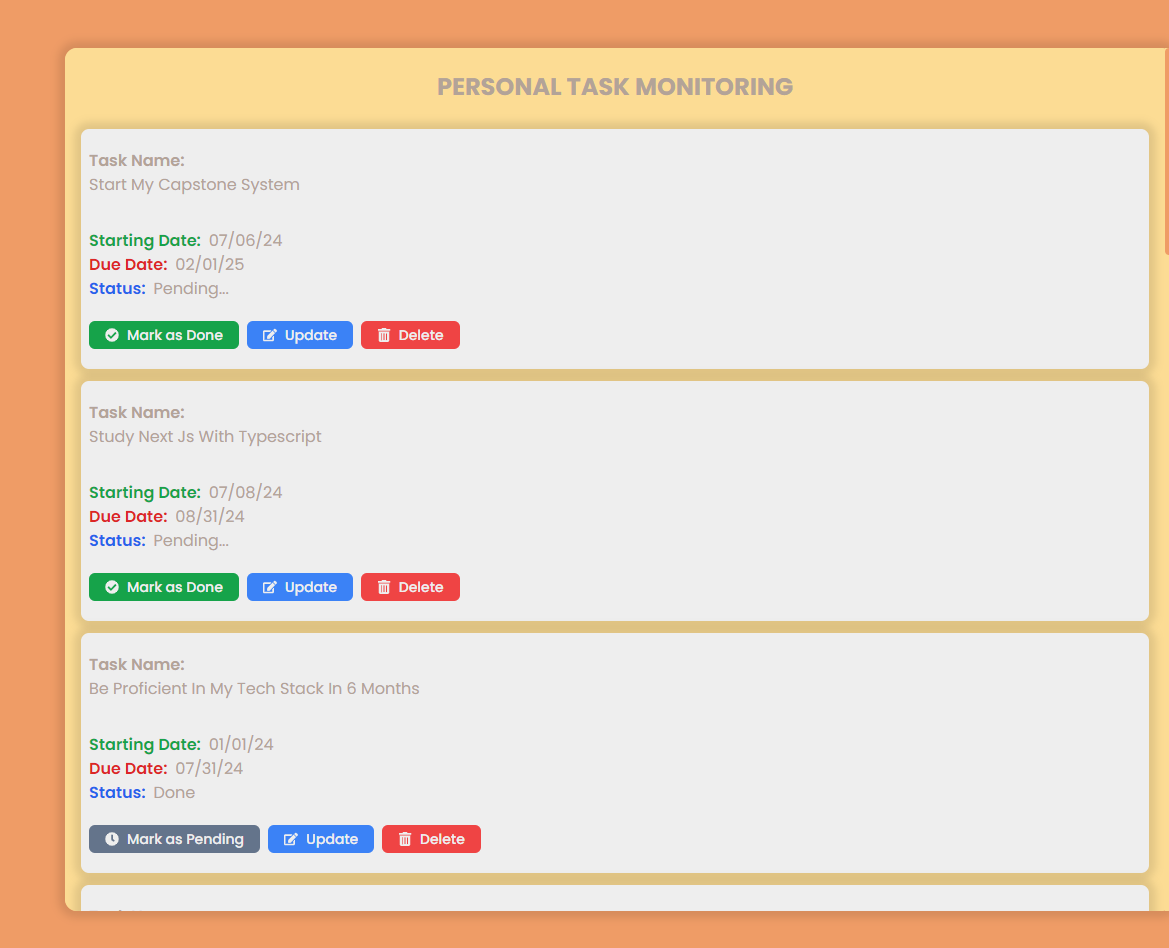 PERSONAL TASK MONITORING
Task Name:
Start My Capstone System
Starting Date: 07/06/24
Due Date: 02/01/25
Status: Pending...
Mark as Done Update Delete
Task Name:
Study Next Js With Typescript
Starting Date: 07/08/24
Due Date: 08/31/24
Status: Pending...
Mark as Done Update Delete
Task Name:
Be Proficient In My Tech Stack In 6 Months
Starting Date: 01/01/24
Due Date: 07/31/24
Status: Done
Mark as Pending Update Delete